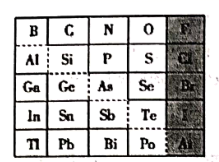 B C N O F
Al Si P S Cl
Ga Ge As Se Br
In Sn Sb Te I
Tl Pb Bi Po At